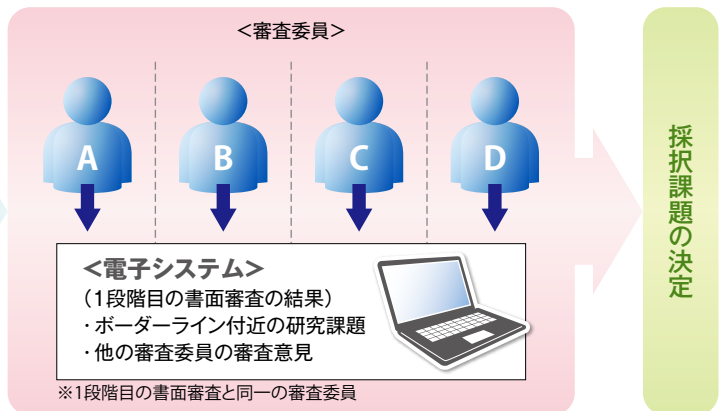 <審査委員>
A
B
C
D
<電子システム>
(1段階目の書面審査の結果)
・ボーダーライン付近の研究課題
・他の審査委員の審査意見
※1段階目の書面審査と同一の審査委員
採択課題の決定